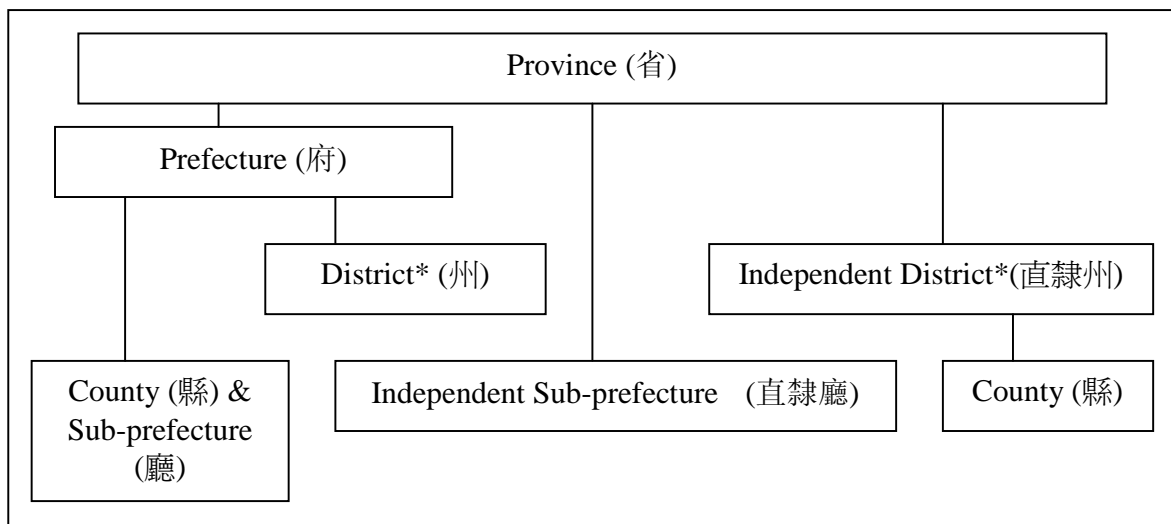 Province (省)
Prefecture (府)
District* (州)
Independent District*(直隸州)
County (縣) &
Sub-prefecture
(廳)
Independent Sub-prefecture (直隸廳)
County (縣)